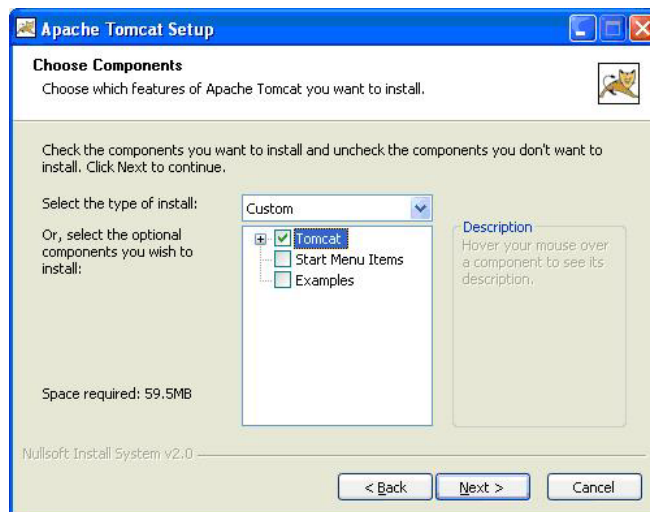 Apache Tomcat Setup
Choose Components
Choose which features of Apache Tomcat you want to install.
Check the components you want to install and uncheck the components you don't want to
install. Click Next to continue.
Select the type of install:
Custom
Or, select the optional
components you wish to
install:
Tomcat
Start Menu Items
Examples
Description
Hover your mouse over
a component to see its
description.
Space required: 59.5MB
Nullsoft Install System v2.0
< Back
Next >
Cancel